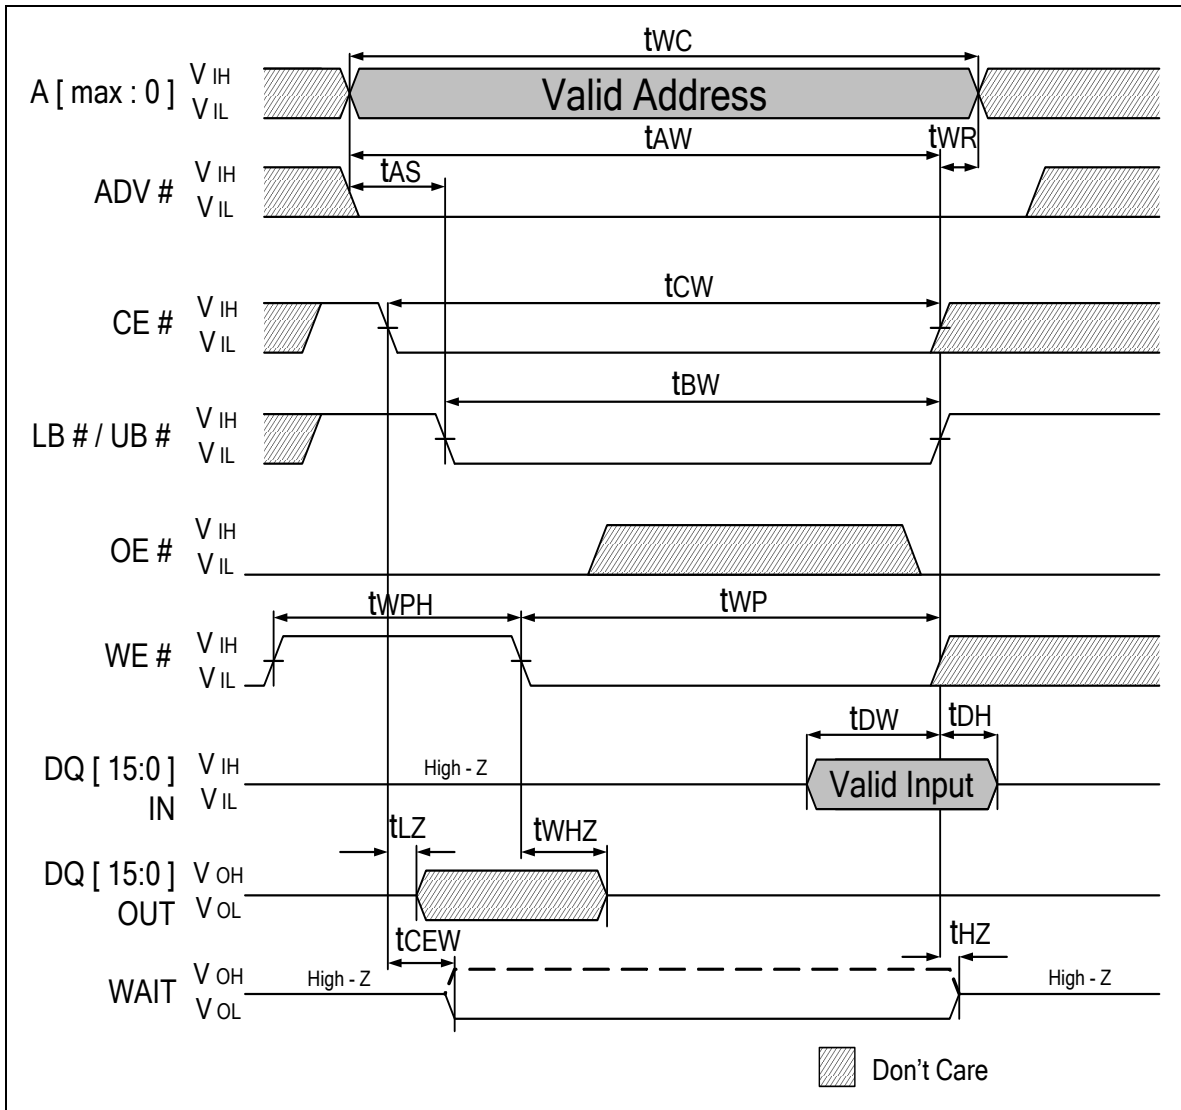 tWC
A [ max : 0 ] V IH
V IL
Valid Address
tAW
tWR
tAS
ADV # V IH
V IL
tCW
CE # V IH
V IL
tBW
LB # / UB # V IH
V IL
OE # V IH
V IL
tWPH
tWP
WE # V IH
V IL
tDW
tDH
DQ [ 15:0 ] IN V IH
V IL
High - Z
Valid Input
tLZ
tWHZ
DQ [ 15:0 ] OUT V OH
V OL
tCEW
tHZ
WAIT V OH
V OL
High - Z
High - Z
Don't Care